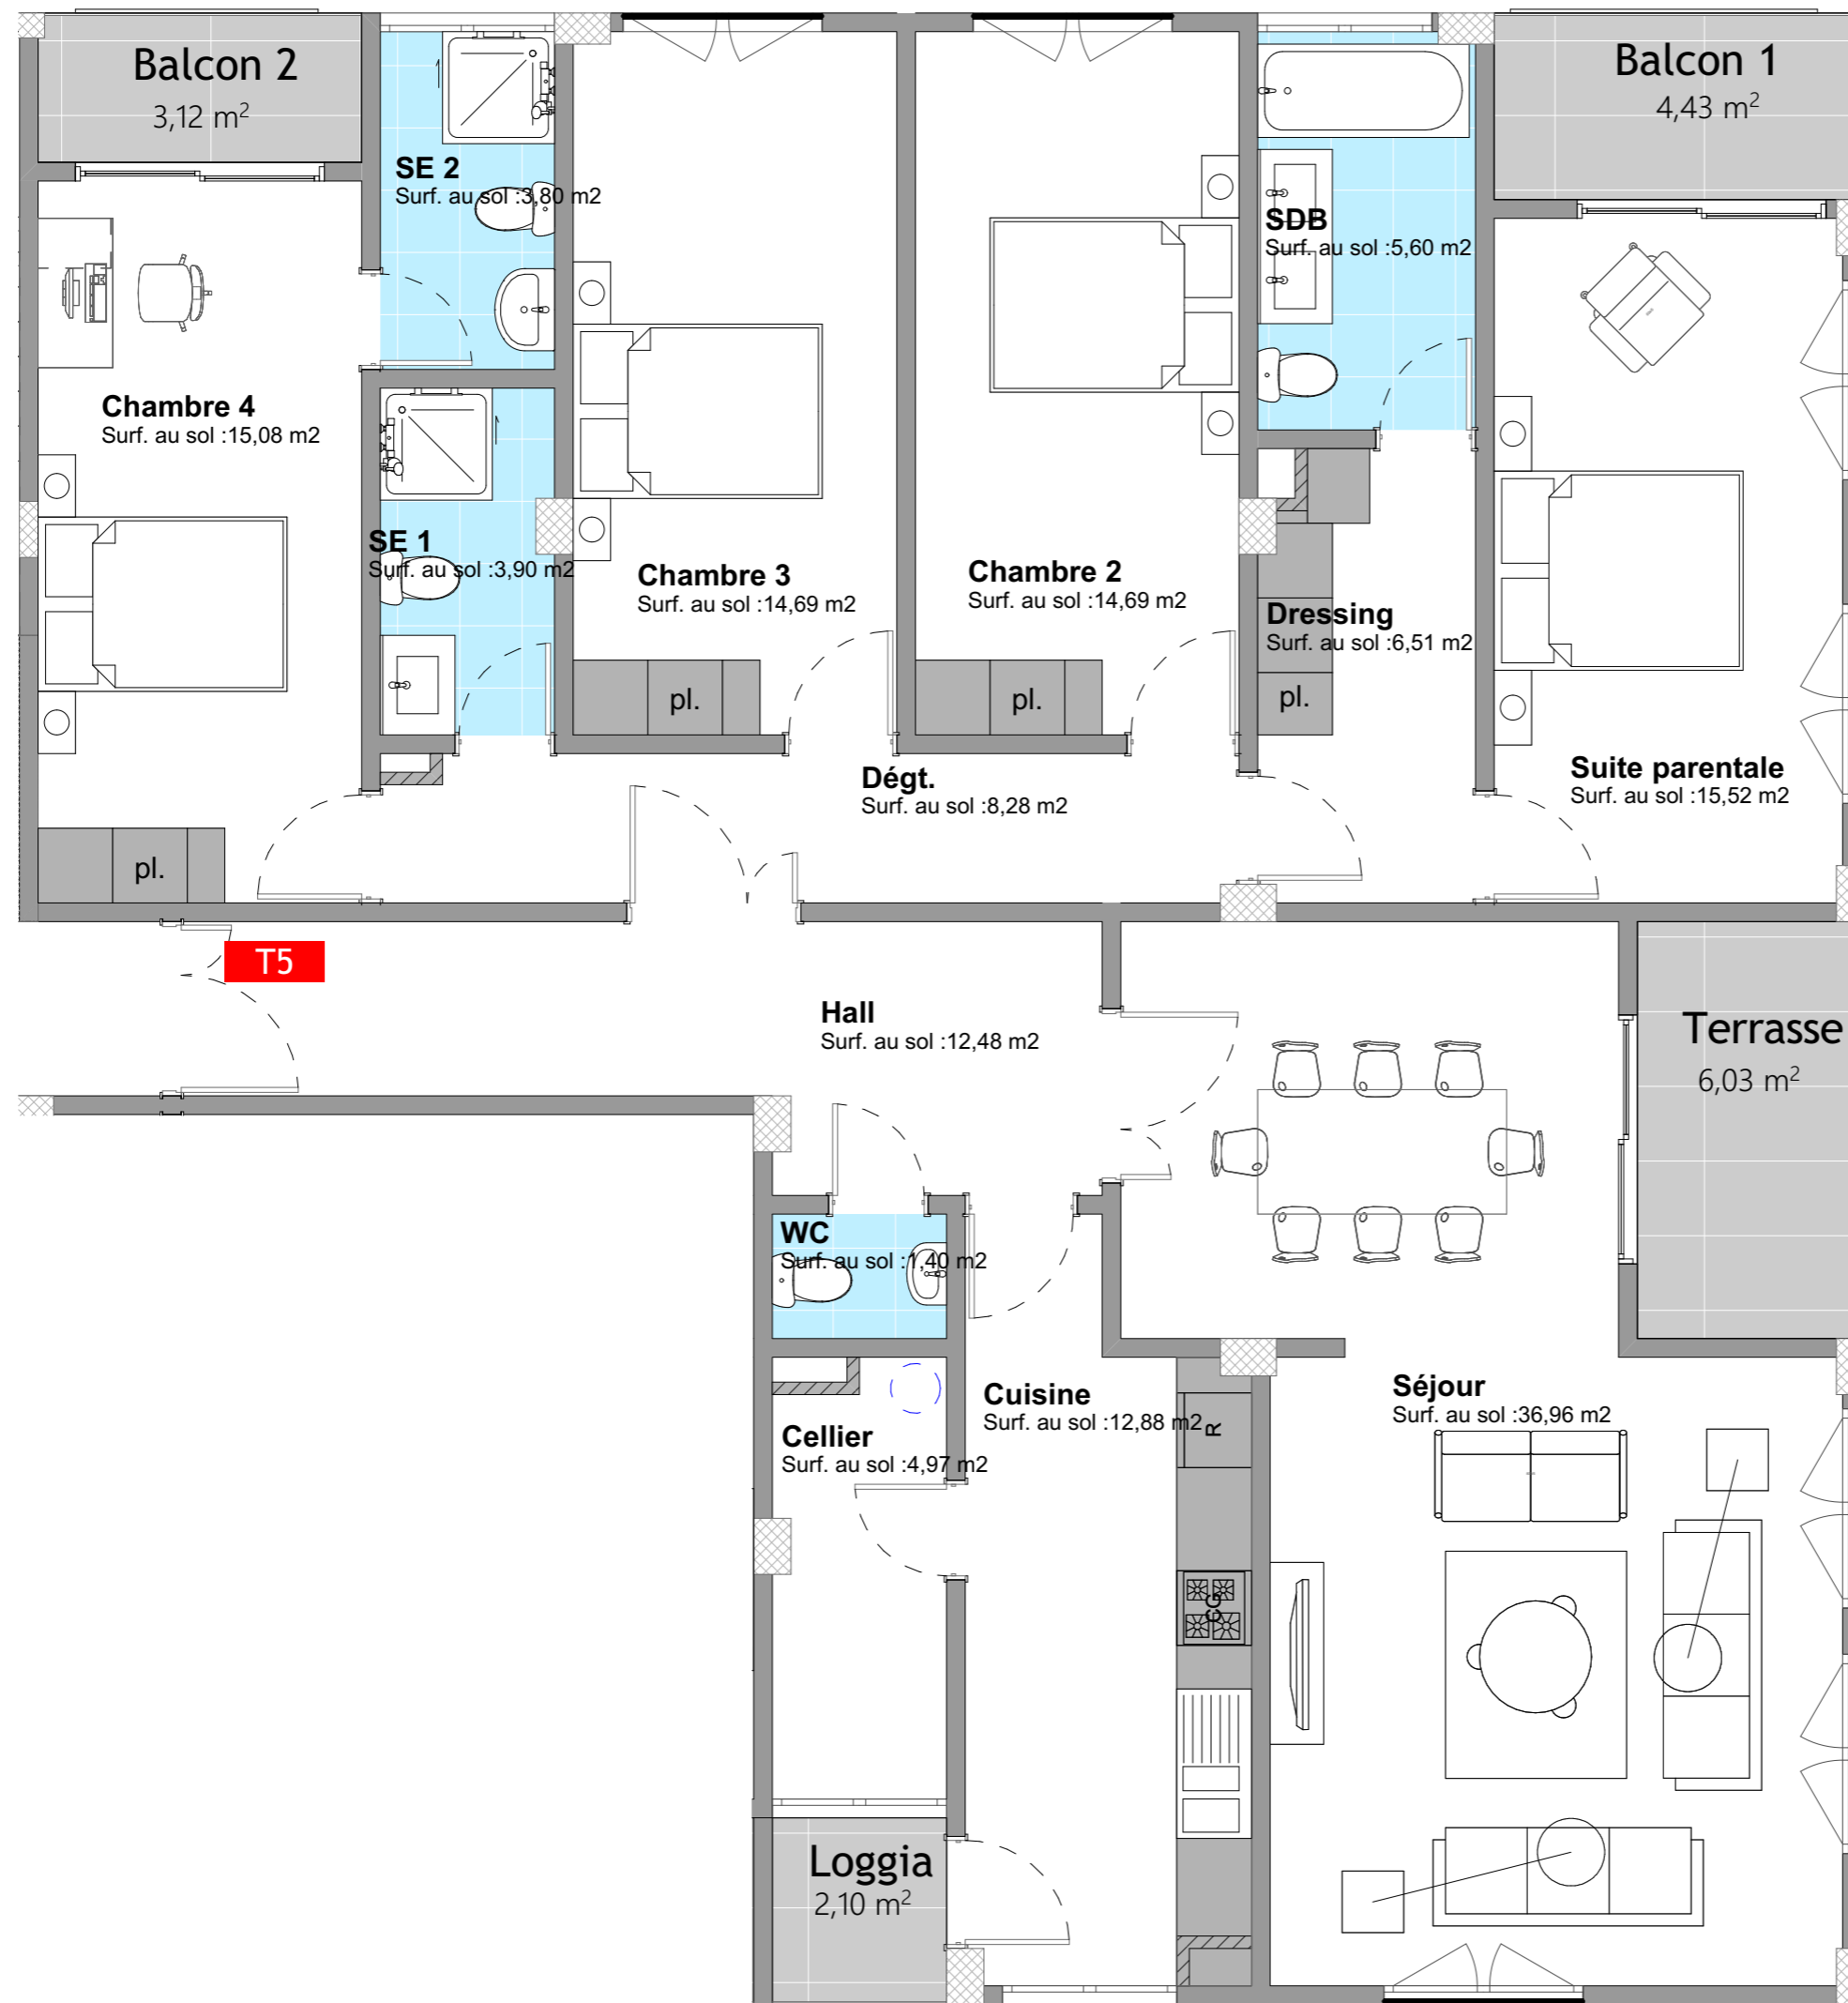 Balcon 2
3,12 m²
Balcon 1
4,43 m²
SE 2
Surf. au sol :3,80 m2
SDB
Surf. au sol :5,60 m2
Chambre 4
Surf. au sol :15,08 m2
SE 1
Surf. au sol :3,90 m2
Chambre 3
Surf. au sol :14,69 m2
Chambre 2
Surf. au sol :14,69 m2
Dressing
Surf. au sol :6,51 m2
pl.
pl.
pl.
Suite parentale
Surf. au sol :15,52 m2
Dégt.
Surf. au sol :8,28 m2
pl.
T5
Hall
Surf. au sol :12,48 m2
Terrasse
6,03 m²
WC
Surf. au sol :1,40 m2
Cuisine
Surf. au sol :12,88 m2
R
Séjour
Surf. au sol :36,96 m2
Cellier
Surf. au sol :4,97 m2
CG
Loggia
2,10 m²